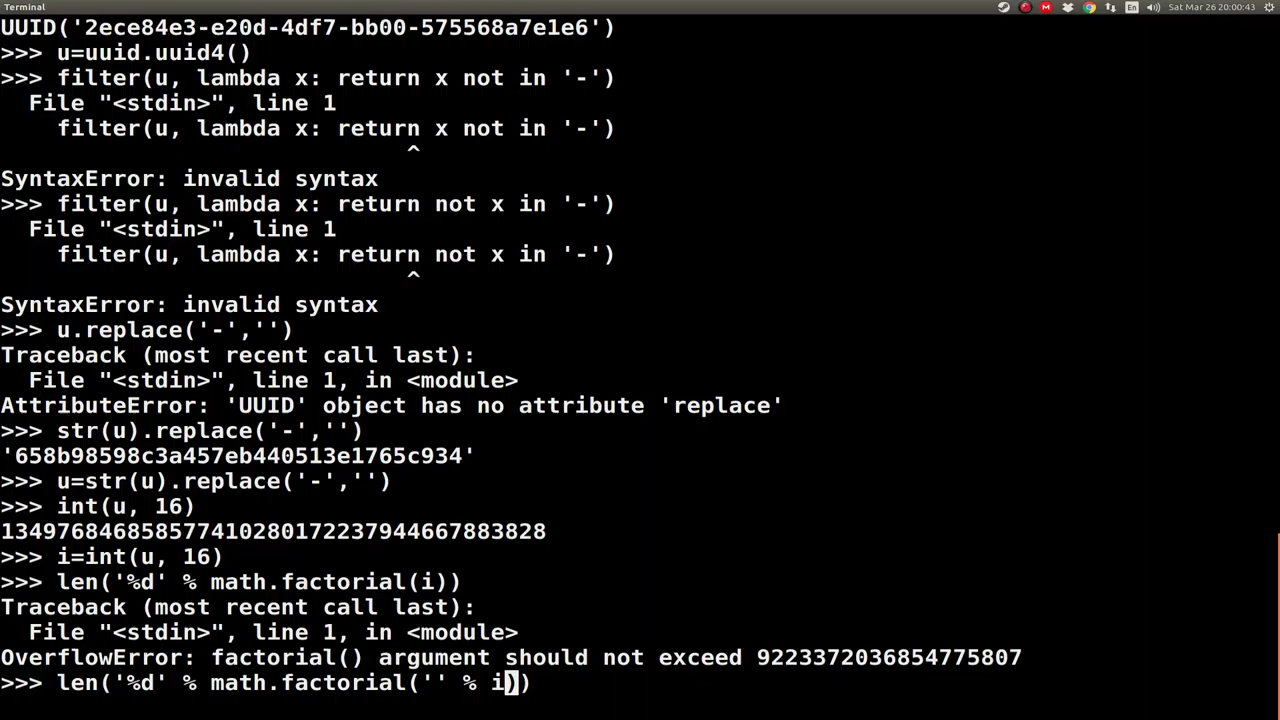 Terminal
En
Sat Mar 26 20:00:43
UUID('2ece84e3-e20d-4df7-bb00-575568a7e1e6')
>>> u=uuid.uuid4()
>>> filter(u, lambda x: return x not in '-')
  File "<stdin>", line 1
    filter(u, lambda x: return x not in '-')
                             ^
SyntaxError: invalid syntax
>>> filter(u, lambda x: return not x in '-')
  File "<stdin>", line 1
    filter(u, lambda x: return not x in '-')
                             ^
SyntaxError: invalid syntax
>>> u.replace('-','')
Traceback (most recent call last):
  File "<stdin>", line 1, in <module>
AttributeError: 'UUID' object has no attribute 'replace'
>>> str(u).replace('-','')
'658b98598c3a457eb440513e1765c934'
>>> u=str(u).replace('-','')
>>> int(u, 16)
134976846858577410280172237944667883828
>>> i=int(u, 16)
>>> len('%d' % math.factorial(i))
Traceback (most recent call last):
  File "<stdin>", line 1, in <module>
OverflowError: factorial() argument should not exceed 9223372036854775807
>>> len('%d' % math.factorial('' % i))